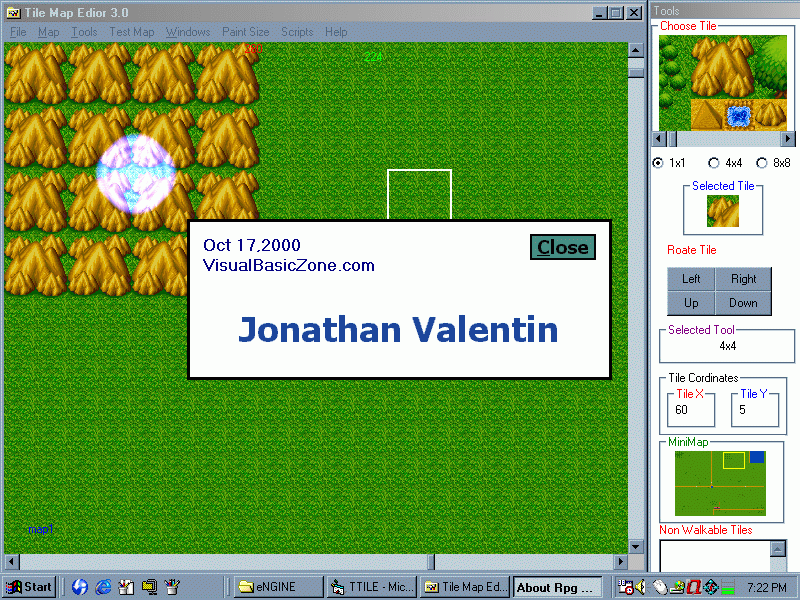 Tile Map Edior 3.0
File Map Tools Test Map Windows Paint Size Scripts Help
224
Oct 17,2000
VisualBasicZone.com
Close
Jonathan Valentin
map1
Tools
Choose Tile
1x1 4x4 8x8
Selected Tile
Roate Tile
Left Right
Up Down
Selected Tool
4x4
Tile Cordinates
Tile X Tile Y
60 5
MiniMap
Non Walkable Tiles
Start eNGINE TTILE - Mic... Tile Map Ed... About Rpg ... 7:22 PM